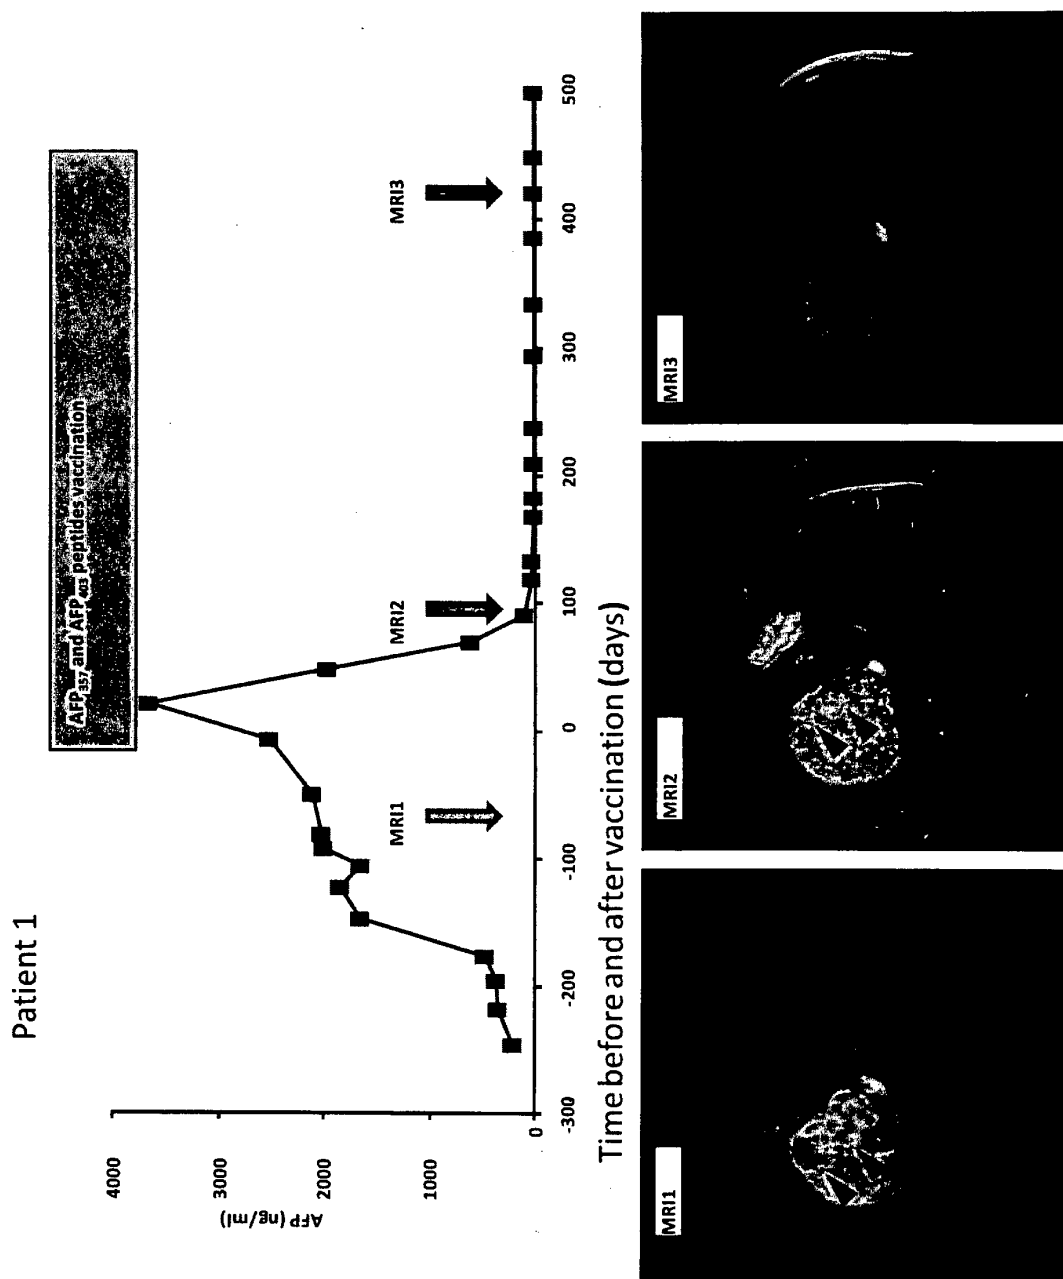 Patient 1
AFP357 and AFP403 peptides vaccination
AFP (ng/ml)
4000
3000
2000
1000
0
MRI1
MRI2
MRI3
-300
-200
-100
0
100
200
300
400
500
Time before and after vaccination (days)
MRI1
MRI2
MRI3